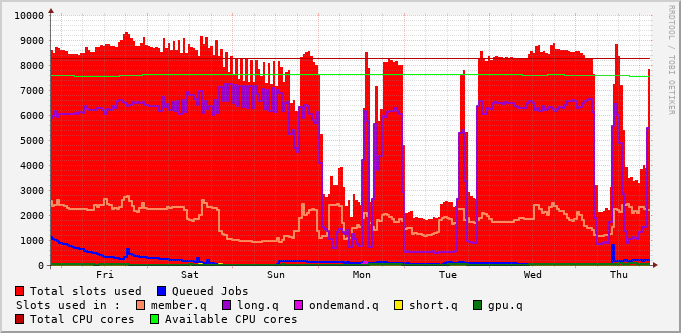 10000
9000
8000
7000
6000
5000
4000
3000
2000
1000
0
Fri Sat Sun Mon Tue Wed Thu
RRDTOOL / TOBI OETIKER
Total slots used Queued Jobs
Slots used in : member.q long.q ondemand.q short.q gpu.q
Total CPU cores Available CPU cores